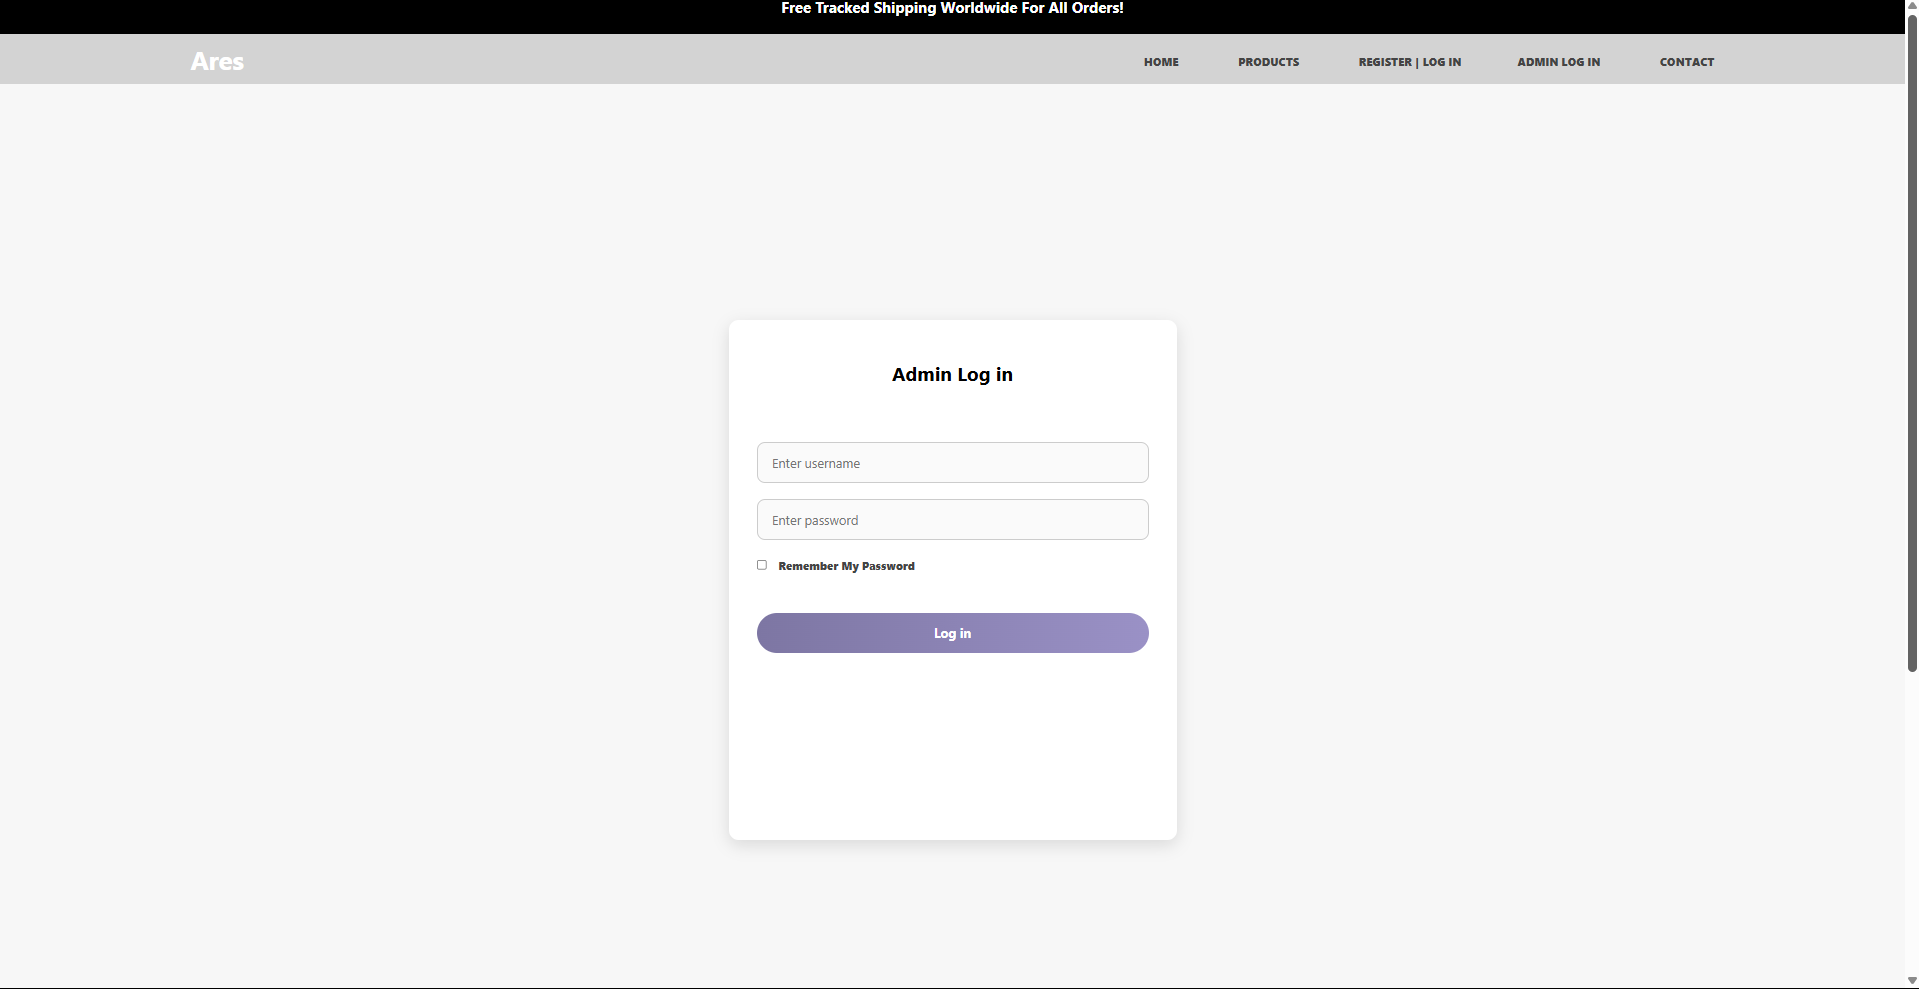 Free Tracked Shipping Worldwide For All Orders!
Ares
HOME
PRODUCTS
REGISTER | LOG IN
ADMIN LOG IN
CONTACT
Admin Log in
Enter username
Enter password
Remember My Password
Log in